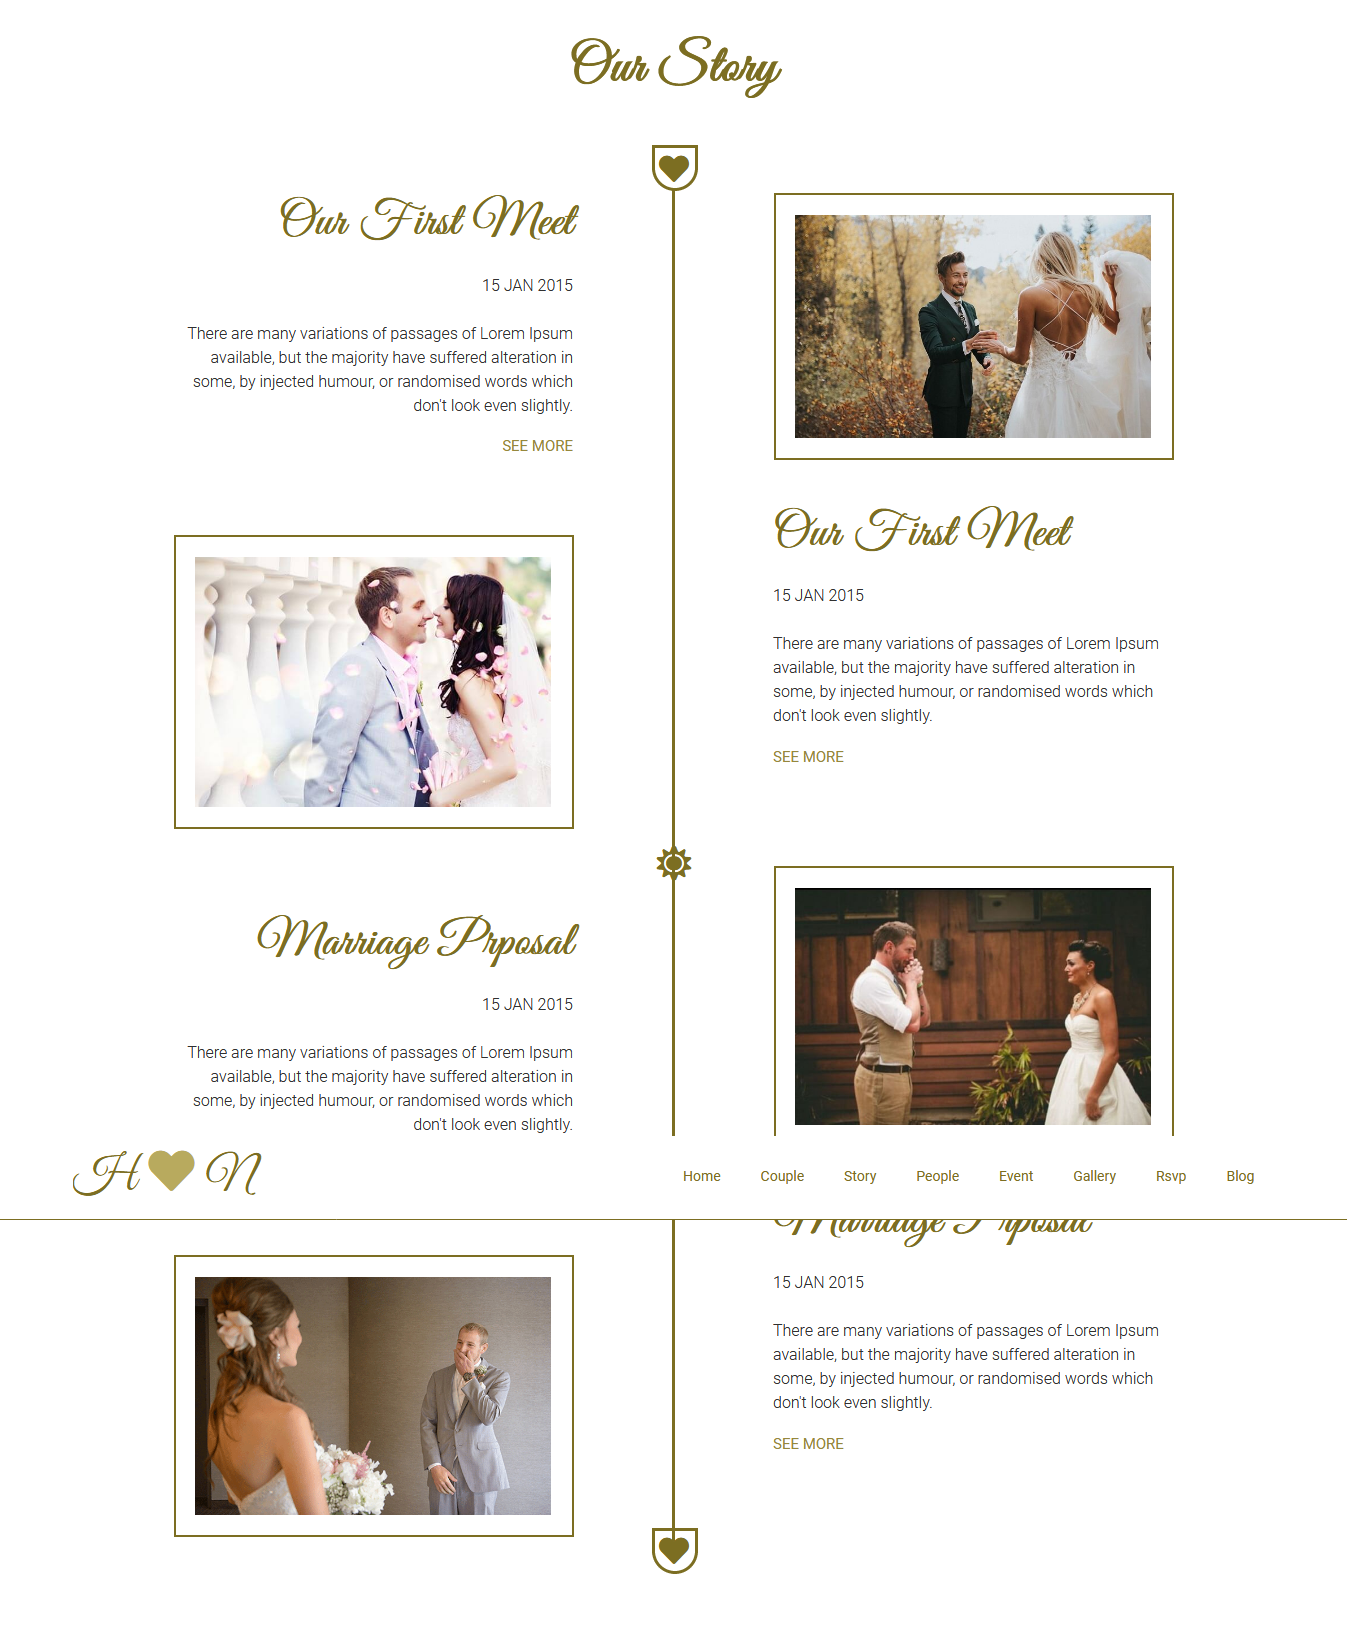 Our Story
Our First Meet
15 JAN 2015
There are many variations of passages of Lorem Ipsum
available, but the majority have suffered alteration in
some, by injected humour, or randomised words which
don't look even slightly.
SEE MORE
Our First Meet
15 JAN 2015
There are many variations of passages of Lorem Ipsum
available, but the majority have suffered alteration in
some, by injected humour, or randomised words which
don't look even slightly.
SEE MORE
Marriage Prposal
15 JAN 2015
There are many variations of passages of Lorem Ipsum
available, but the majority have suffered alteration in
some, by injected humour, or randomised words which
don't look even slightly.
H N
Home Couple Story People Event Gallery Rsvp Blog
Marriage Prposal
15 JAN 2015
There are many variations of passages of Lorem Ipsum
available, but the majority have suffered alteration in
some, by injected humour, or randomised words which
don't look even slightly.
SEE MORE